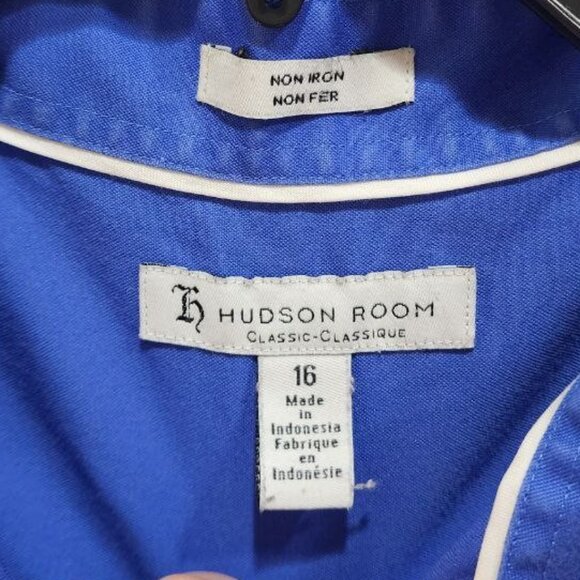 NON IRON
NON FER
H HUDSON ROOM
CLASSIC-CLASSIQUE
16
Made
in
Indonesia
Fabrique
en
Indonésie